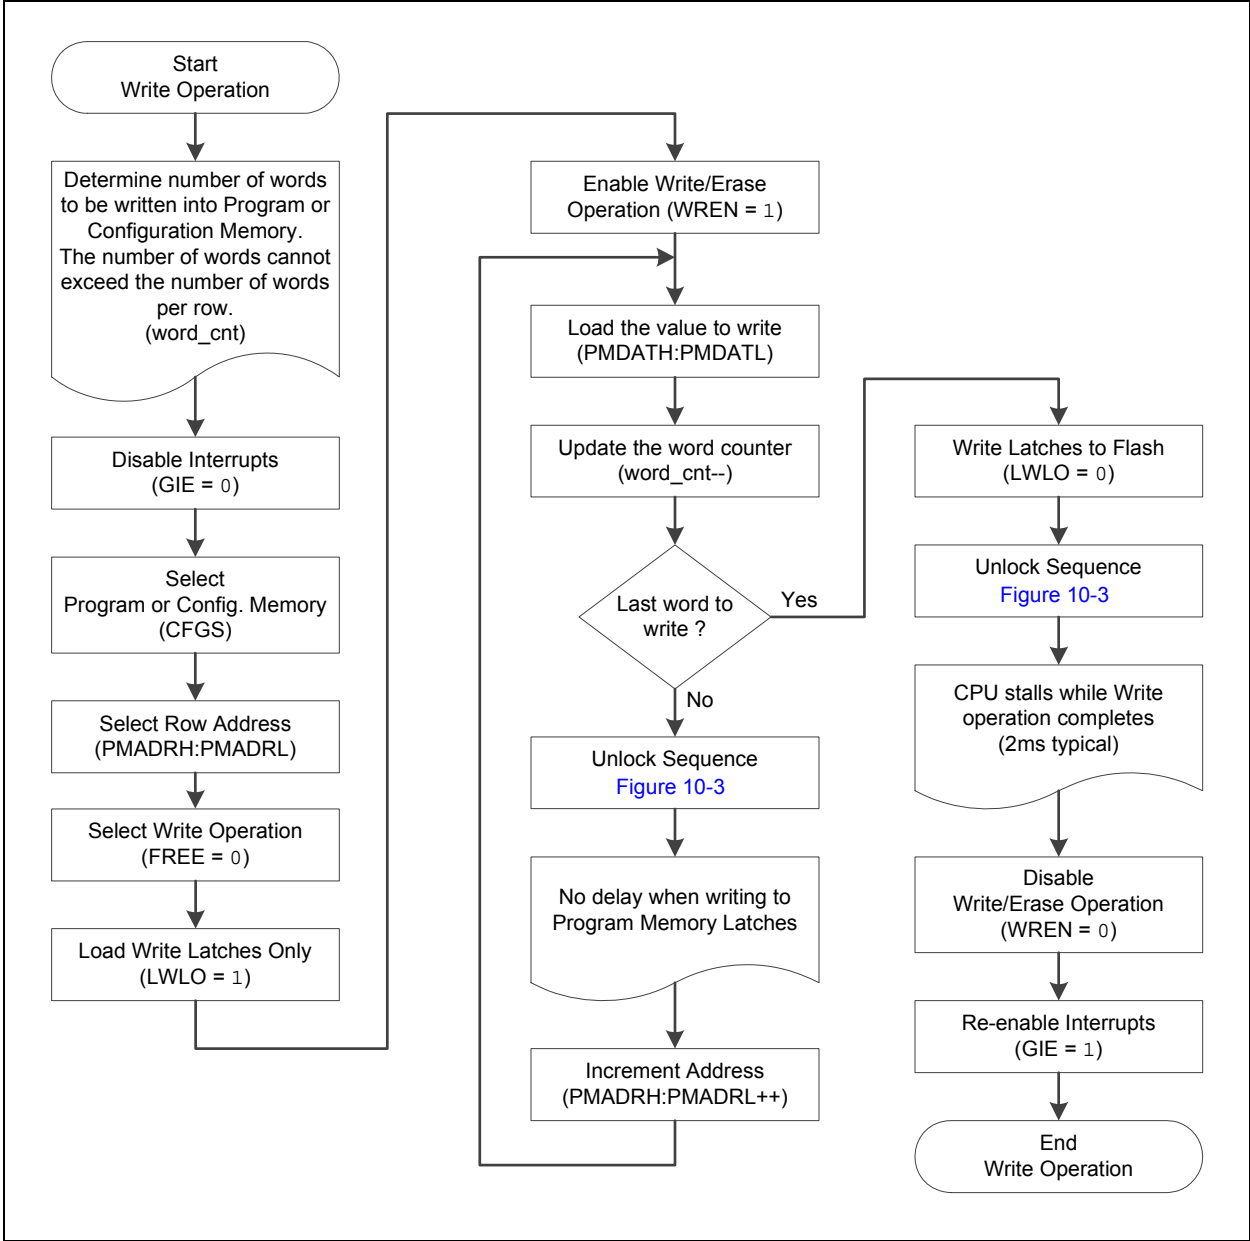 Start
Write Operation
Determine number of words
to be written into Program or
Configuration Memory.
The number of words cannot
exceed the number of words
per row.
(word_cnt)
Disable Interrupts
(GIE = 0)
Select
Program or Config. Memory
(CFGS)
Select Row Address
(PMADRH:PMADRL)
Select Write Operation
(FREE = 0)
Load Write Latches Only
(LWLO = 1)
Enable Write/Erase
Operation (WREN = 1)
Load the value to write
(PMDATH:PMDATL)
Update the word counter
(word_cnt--)
Last word to
write ?
Yes
No
Unlock Sequence
Figure 10-3
No delay when writing to
Program Memory Latches
Increment Address
(PMADRH:PMADRL++)
Write Latches to Flash
(LWLO = 0)
Unlock Sequence
Figure 10-3
CPU stalls while Write
operation completes
(2ms typical)
Disable
Write/Erase Operation
(WREN = 0)
Re-enable Interrupts
(GIE = 1)
End
Write Operation